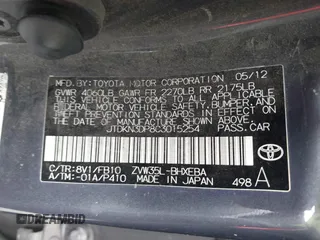 MFD. BY: TOYOTA MOTOR CORPORATION 05/12
GVWR 4060LB GAWR FR 2270LB RR 2175LB
THIS VEHICLE CONFORMS TO ALL APPLICABLE
FEDERAL MOTOR VEHICLE SAFETY, BUMPER, AND
THEFT PREVENTION STANDARDS IN EFFECT ON
THE DATE OF MANUFACTURE SHOWN ABOVE.
JTDKN3DP8C3015254 PASS. CAR
C/TR: 8V1/FB10 ZVW35L-BHXEBA
A/TM: -01A/P410 MADE IN JAPAN 498 A
TOYOTA